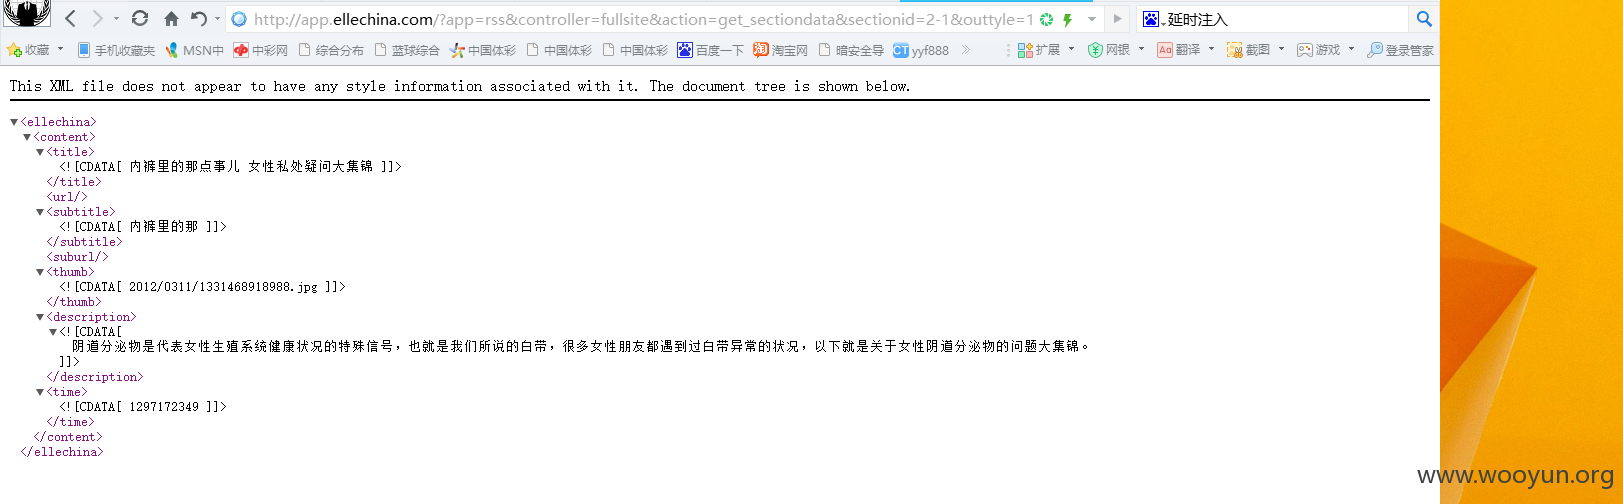 http://app.ellechina.com/?app=rss&controller=fullsite&action=get_sectiondata&sectionid=2-1&outtyle=1 延时注入
收藏 手机收藏夹 MSN中 中彩网 综合分布 蓝球综合 中国体彩 中国体彩 中国体彩 百度一下 淘宝网 暗安全导 CT yyf888 » 扩展 网银 Aa 翻译 截图 游戏 登录管家
This XML file does not appear to have any style information associated with it. The document tree is shown below.
▼<ellechina>
▼<content>
▼<title>
<![CDATA[ 内裤里的那点事儿 女性私处疑问大集锦 ]]>
</title>
<url/>
▼<subtitle>
<![CDATA[ 内裤里的那 ]]>
</subtitle>
<suburl/>
▼<thumb>
<![CDATA[ 2012/0311/1331468918988.jpg ]]>
</thumb>
▼<description>
▼<![CDATA[
阴道分泌物是代表女性生殖系统健康状况的特殊信号，也就是我们所说的白带，很多女性朋友都遇到过白带异常的状况，以下就是关于女性阴道分泌物的问题大集锦。
]]>
</description>
▼<time>
<![CDATA[ 1297172349 ]]>
</time>
</content>
</ellechina>
www.wooyun.org